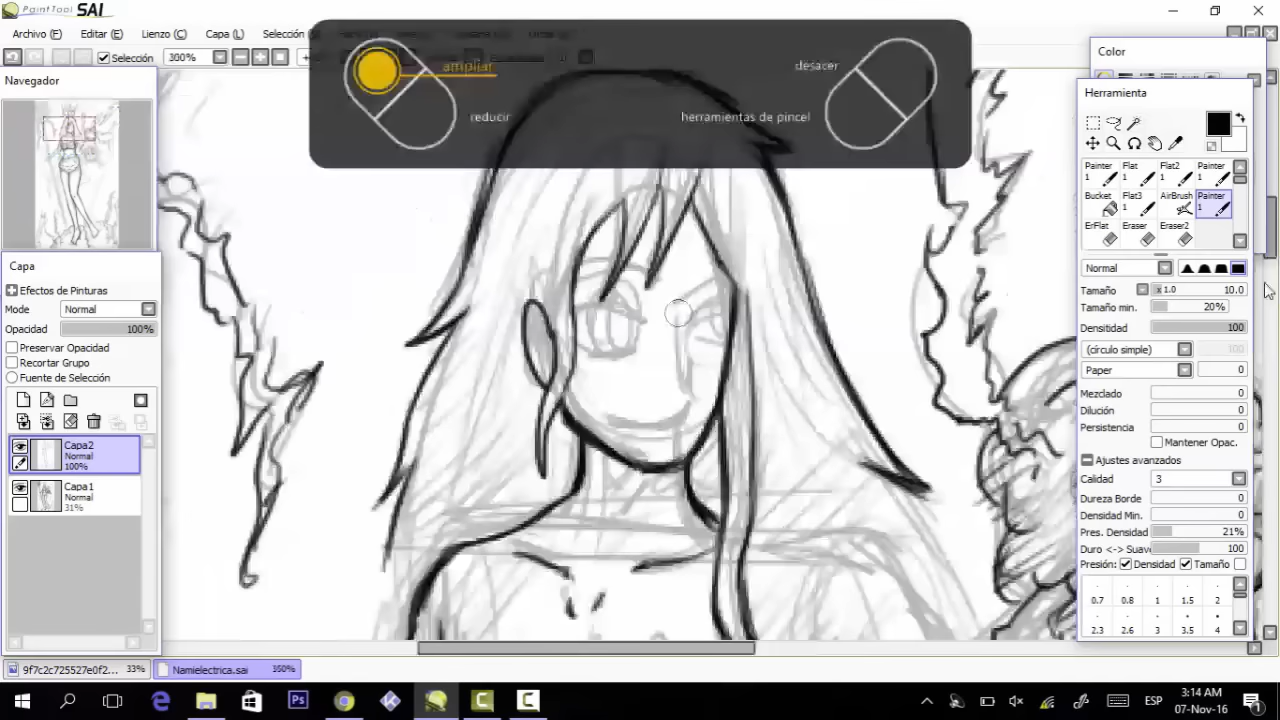 PaintTool SAI
Archivo (F) Editar (E) Lienzo (C) Capa (L) Selección
Selección 300%
ampliar
reducir
desacer
herramientas de pincel
Navegador
Capa
Efectos de Pinturas
Mode Normal
Opacidad 100%
Preservar Opacidad
Recortar Grupo
Fuente de Selección
Capa2
Normal
100%
Capa1
Normal
31%
Color
Herramienta
Painter Flat Flat2 Painter
1 1 1 1
Bucket Flat3 AirBrush Painter
1 1
ErFlat Eraser Eraser2
Normal
Tamaño x 1.0 10.0
Tamaño min. 20%
Densitidad 100
(círculo simple) 100
Paper 0
Mezclado 0
Dilución 0
Persistencia 0
Mantener Opac.
Ajustes avanzados
Calidad 3
Dureza Borde 0
Densidad Min. 0
Pres. Densidad 21%
Duro <-> Suave 100
Presión: Densidad Tamaño
0.7 0.8 1 1.5 2
2.3 2.6 3 3.5 4
9f7c2c725527e0f2... 33% Namielectrica.sai
Ps ESP 3:14 AM
07-Nov-16 1